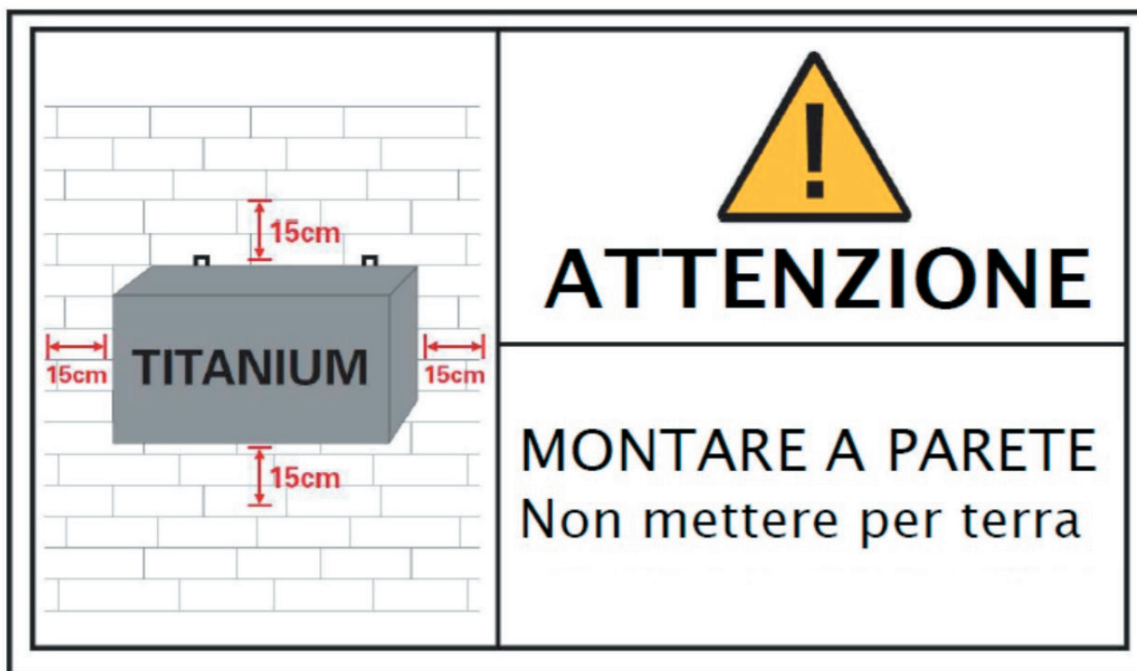 15cm
TITANIUM
15cm
15cm
15cm
ATTENZIONE
MONTARE A PARETE
Non mettere per terra